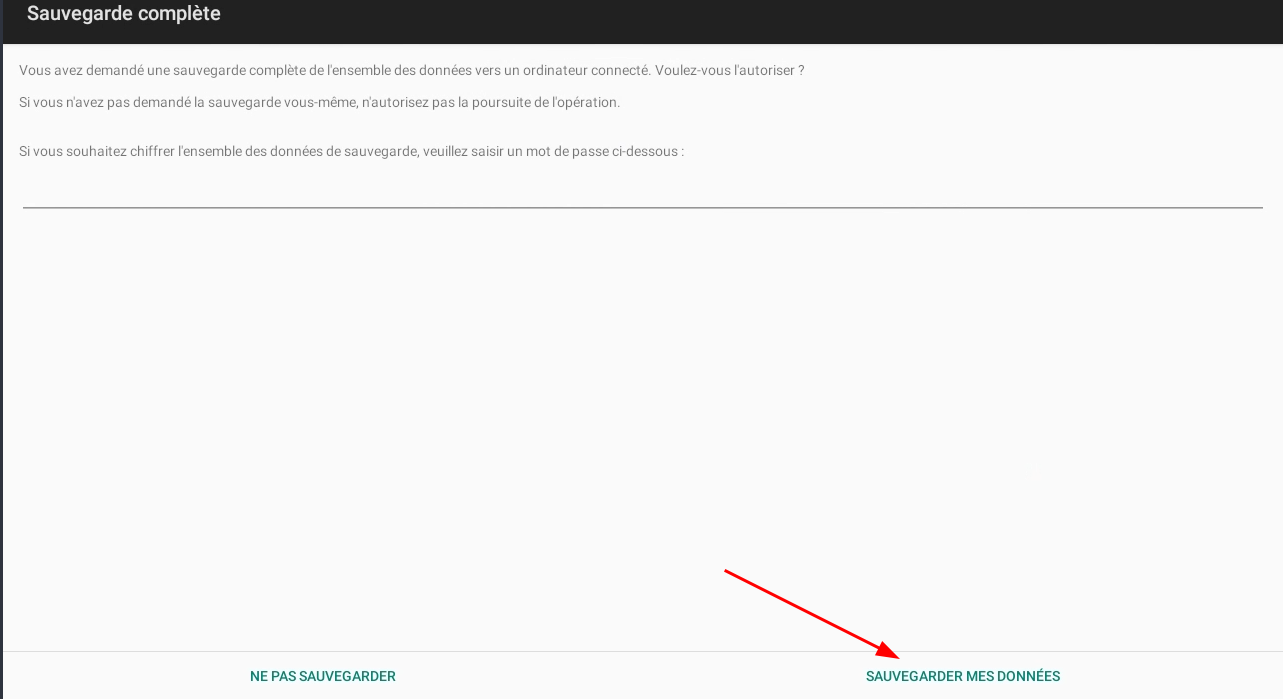 Sauvegarde complète
Vous avez demandé une sauvegarde complète de l'ensemble des données vers un ordinateur connecté. Voulez-vous l'autoriser ?
Si vous n'avez pas demandé la sauvegarde vous-même, n'autorisez pas la poursuite de l'opération.
Si vous souhaitez chiffrer l'ensemble des données de sauvegarde, veuillez saisir un mot de passe ci-dessous :
NE PAS SAUVEGARDER
SAUVEGARDER MES DONNÉES